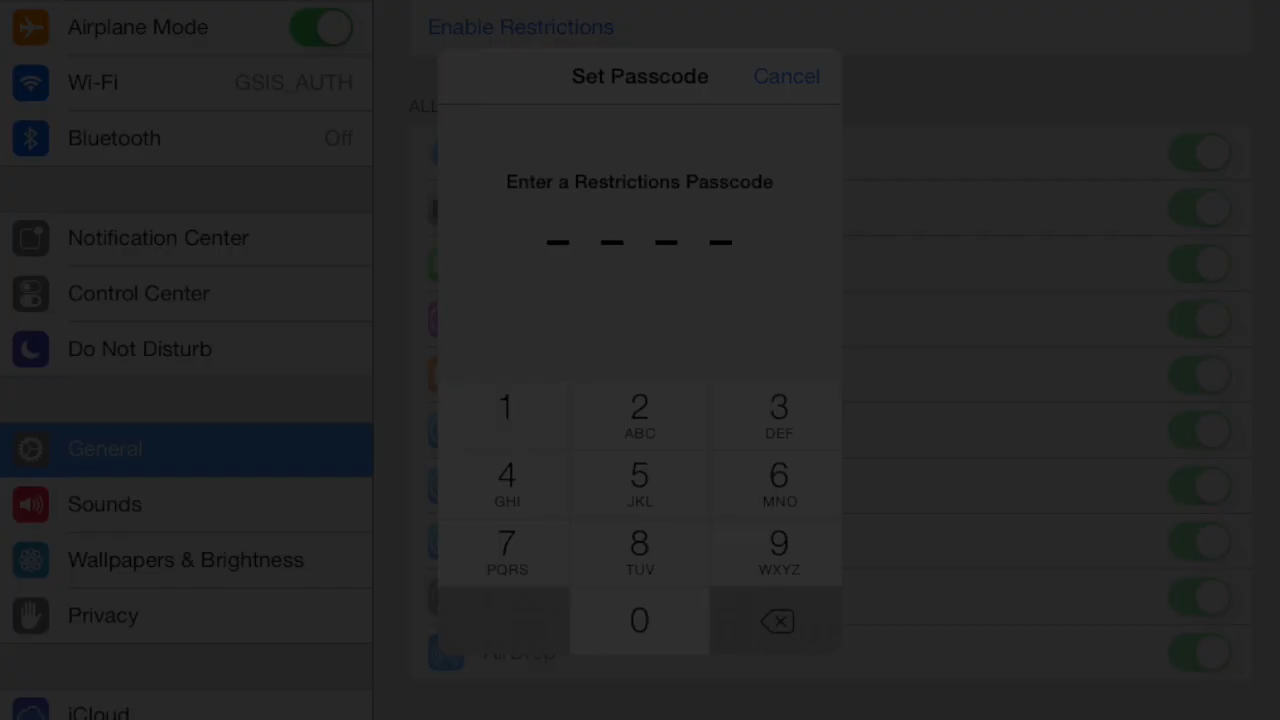 Airplane Mode
Wi-Fi GSIS_AUTH
Bluetooth Off
Notification Center
Control Center
Do Not Disturb
General
Sounds
Wallpapers & Brightness
Privacy
iCloud
Enable Restrictions
ALL
Set Passcode Cancel
Enter a Restrictions Passcode
1 2 3
ABC DEF
4 5 6
GHI JKL MNO
7 8 9
PQRS TUV WXYZ
0
AirDrop